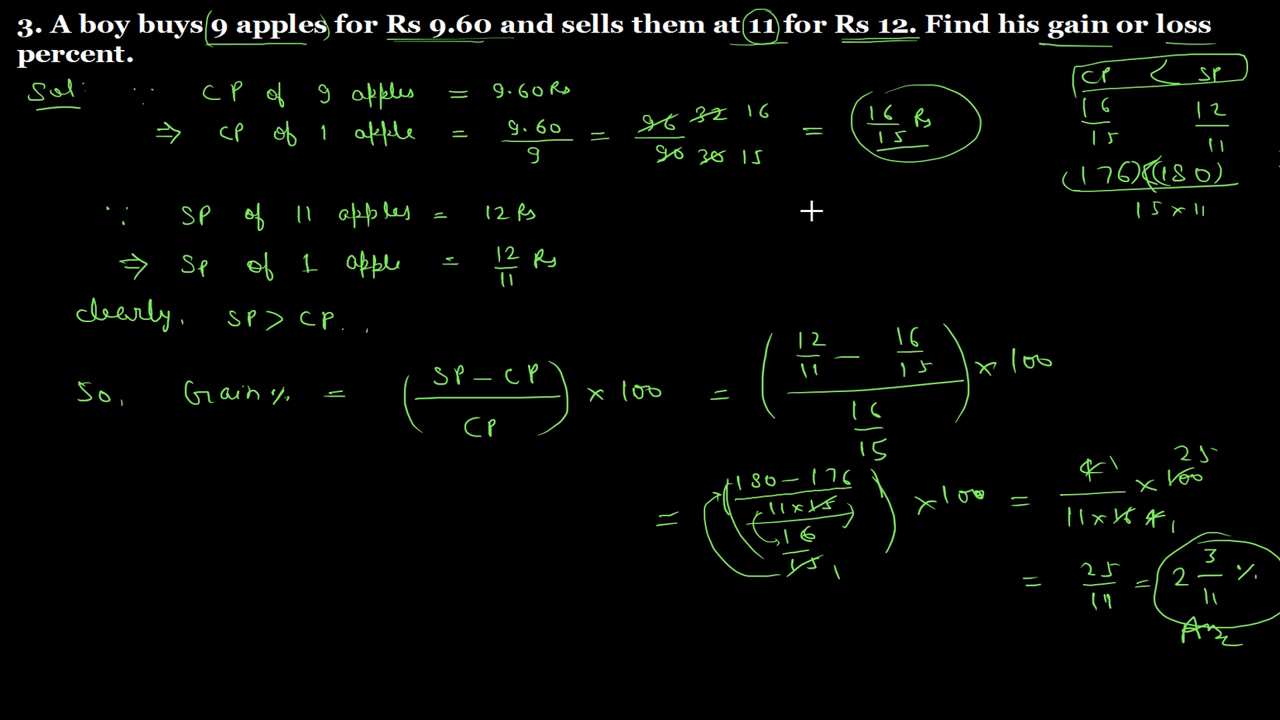 3. A boy buys 9 apples for Rs 9.60 and sells them at 11 for Rs 12. Find his gain or loss
percent.
CP < SP
16/15 12/11
(176) < (180)
15 × 11
Sol: ∵ CP of 9 apples = 9.60 Rs
⇒ CP of 1 apple = 9.60/9 = 96 32 16 / 90 30 15 = 16/15 Rs
∵ SP of 11 apples = 12 Rs
⇒ SP of 1 apple = 12/11 Rs
clearly, SP > CP.
So, Gain % = (SP - CP / CP) × 100 = (12/11 - 16/15 / 16/15) × 100
= (180 - 176 / 11 × 15 / 16 / 15 1) × 100 = 4 1 / 11 × 16 4 1 × 100 25
= 25/11 = 2 3/11 % Ans